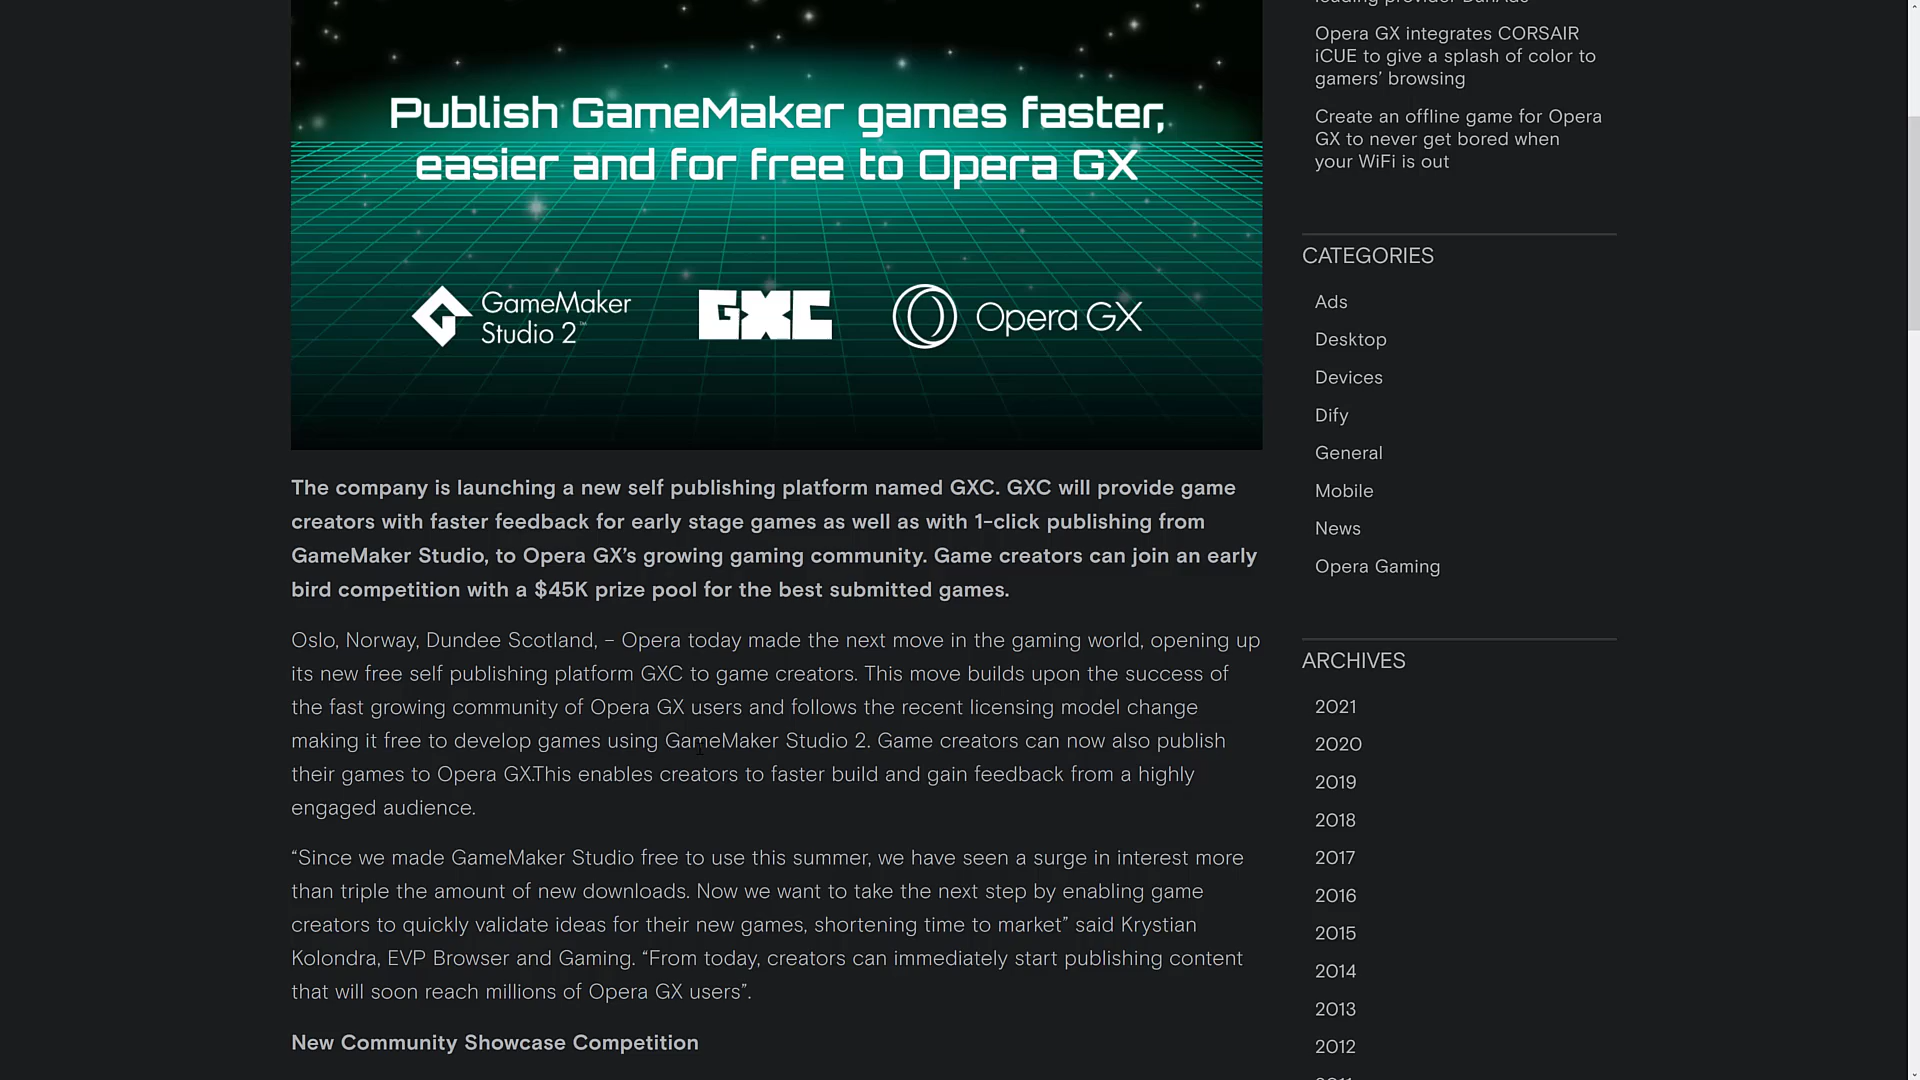 Publish GameMaker games faster,
easier and for free to Opera GX
GameMaker
Studio 2™
GXC
Opera GX
The company is launching a new self publishing platform named GXC. GXC will provide game
creators with faster feedback for early stage games as well as with 1-click publishing from
GameMaker Studio, to Opera GX’s growing gaming community. Game creators can join an early
bird competition with a $45K prize pool for the best submitted games.
Oslo, Norway, Dundee Scotland, – Opera today made the next move in the gaming world, opening up
its new free self publishing platform GXC to game creators. This move builds upon the success of
the fast growing community of Opera GX users and follows the recent licensing model change
making it free to develop games using GameMaker Studio 2. Game creators can now also publish
their games to Opera GX.This enables creators to faster build and gain feedback from a highly
engaged audience.
“Since we made GameMaker Studio free to use this summer, we have seen a surge in interest more
than triple the amount of new downloads. Now we want to take the next step by enabling game
creators to quickly validate ideas for their new games, shortening time to market” said Krystian
Kolondra, EVP Browser and Gaming. “From today, creators can immediately start publishing content
that will soon reach millions of Opera GX users”.
New Community Showcase Competition
Opera GX integrates CORSAIR
iCUE to give a splash of color to
gamers’ browsing
Create an offline game for Opera
GX to never get bored when
your WiFi is out
CATEGORIES
Ads
Desktop
Devices
Dify
General
Mobile
News
Opera Gaming
ARCHIVES
2021
2020
2019
2018
2017
2016
2015
2014
2013
2012